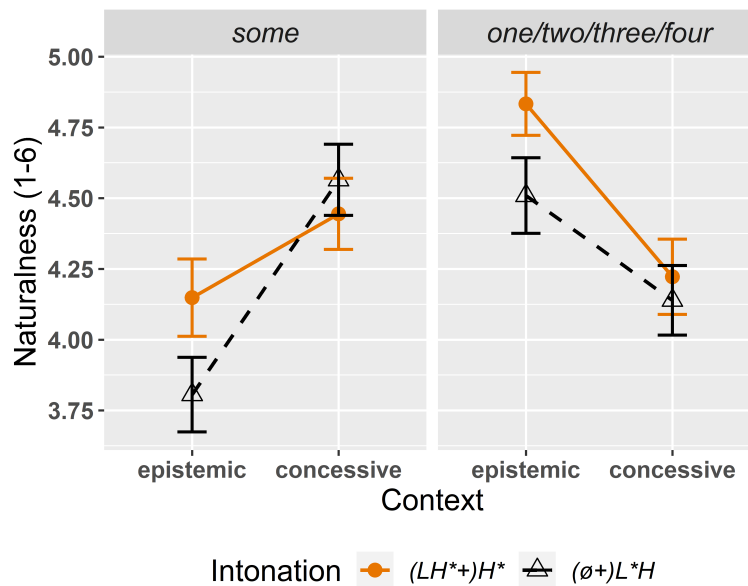 some
one/two/three/four
Naturalness (1-6)
5.00
4.75
4.50
4.25
4.00
3.75
epistemic concessive
epistemic concessive
Context
Intonation (LH*+)H* (ø+)L*H